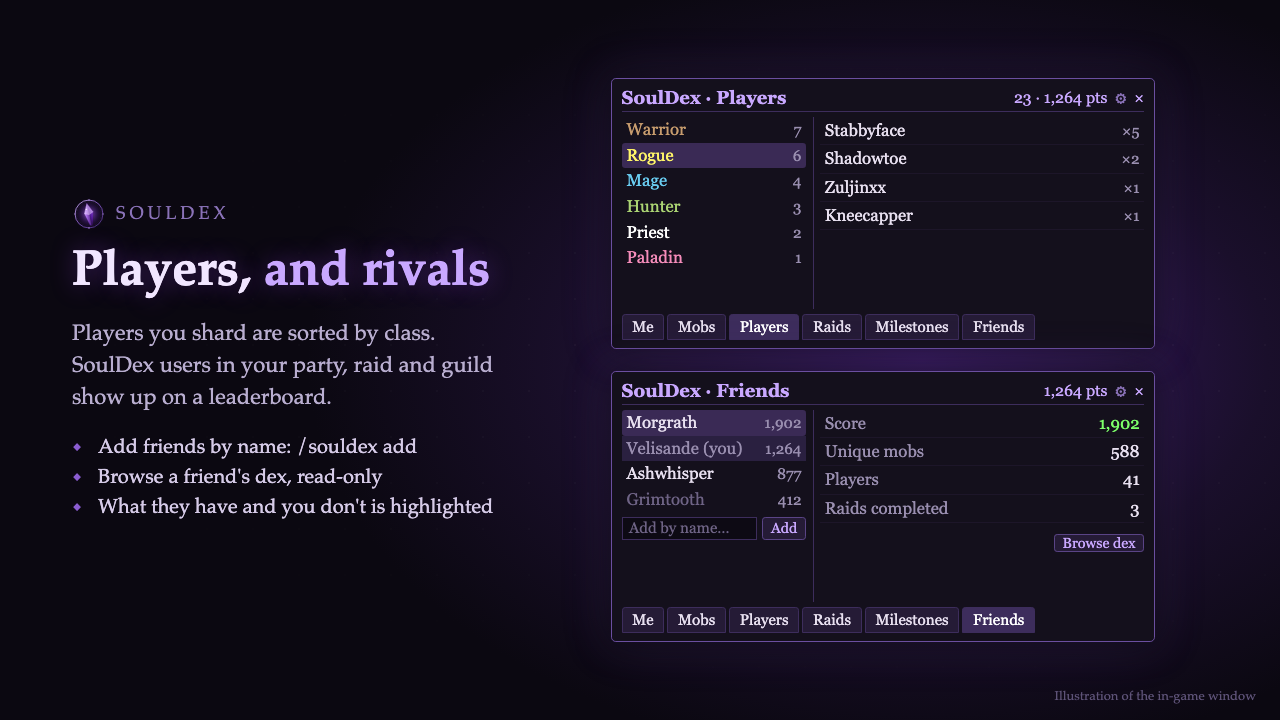 SOULDEX
Players, and rivals
Players you shard are sorted by class.
SoulDex users in your party, raid and guild
show up on a leaderboard.
Add friends by name: /souldex add
Browse a friend's dex, read-only
What they have and you don't is highlighted
SoulDex · Players
23 · 1,264 pts ⚙ ×
Warrior 7
Rogue 6
Mage 4
Hunter 3
Priest 2
Paladin 1
Stabbyface ×5
Shadowtoe ×2
Zuljinxx ×1
Kneecapper ×1
Me Mobs Players Raids Milestones Friends
SoulDex · Friends
1,264 pts ⚙ ×
Morgrath 1,902
Velisande (you) 1,264
Ashwhisper 877
Grimtooth 412
Add by name... Add
Score 1,902
Unique mobs 588
Players 41
Raids completed 3
Browse dex
Me Mobs Players Raids Milestones Friends
Illustration of the in-game window